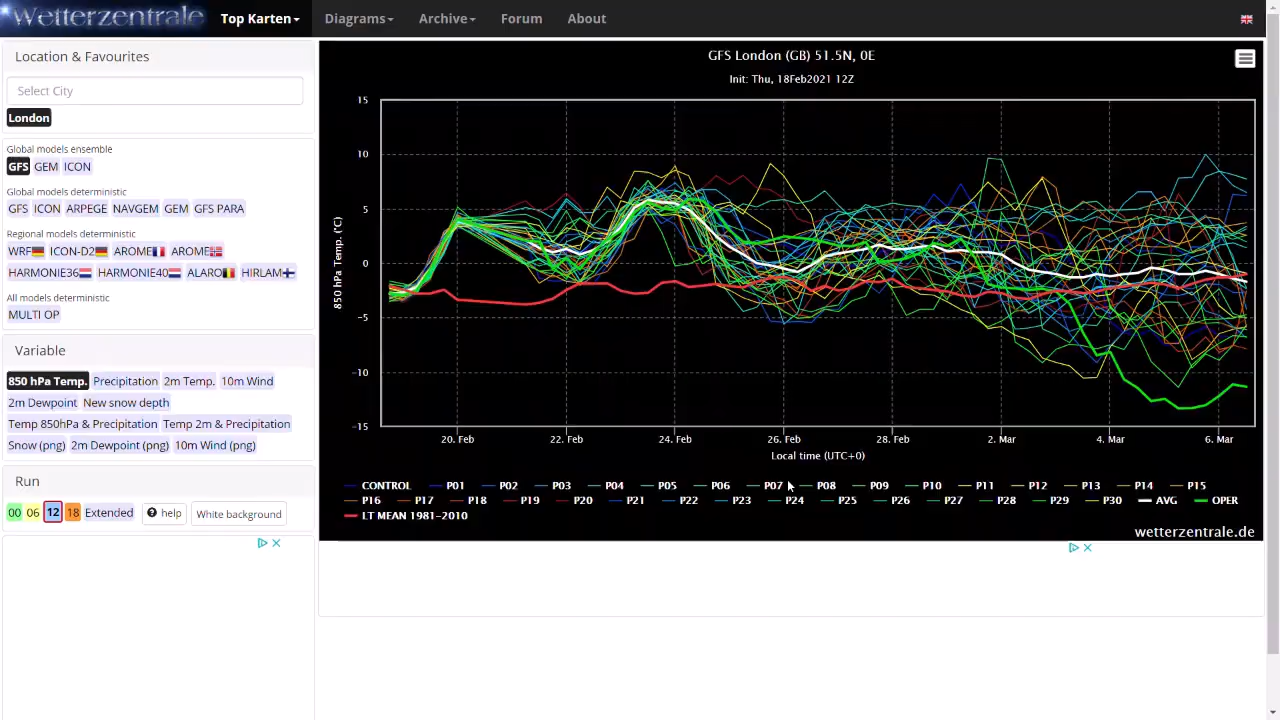 Wetterzentrale Top Karten Diagrams Archive Forum About
Location & Favourites
Select City
London
Global models ensemble
GFS GEM ICON
Global models deterministic
GFS ICON ARPEGE NAVGEM GEM GFS PARA
Regional models deterministic
WRF ICON-D2 AROME AROME
HARMONIE36 HARMONIE40 ALARO HIRLAM
All models deterministic
MULTI OP
Variable
850 hPa Temp. Precipitation 2m Temp. 10m Wind
2m Dewpoint New snow depth
Temp 850hPa & Precipitation Temp 2m & Precipitation
Snow (png) 2m Dewpoint (png) 10m Wind (png)
Run
00 06 12 18 Extended help White background
GFS London (GB) 51.5N, 0E
Init: Thu, 18Feb2021 12Z
850 hPa Temp. (°C)
15
10
5
0
−5
−10
−15
20. Feb 22. Feb 24. Feb 26. Feb 28. Feb 2. Mar 4. Mar 6. Mar
Local time (UTC+0)
CONTROL P01 P02 P03 P04 P05 P06 P07 P08 P09 P10 P11 P12 P13 P14 P15
P16 P17 P18 P19 P20 P21 P22 P23 P24 P25 P26 P27 P28 P29 P30 AVG OPER
LT MEAN 1981-2010
wetterzentrale.de